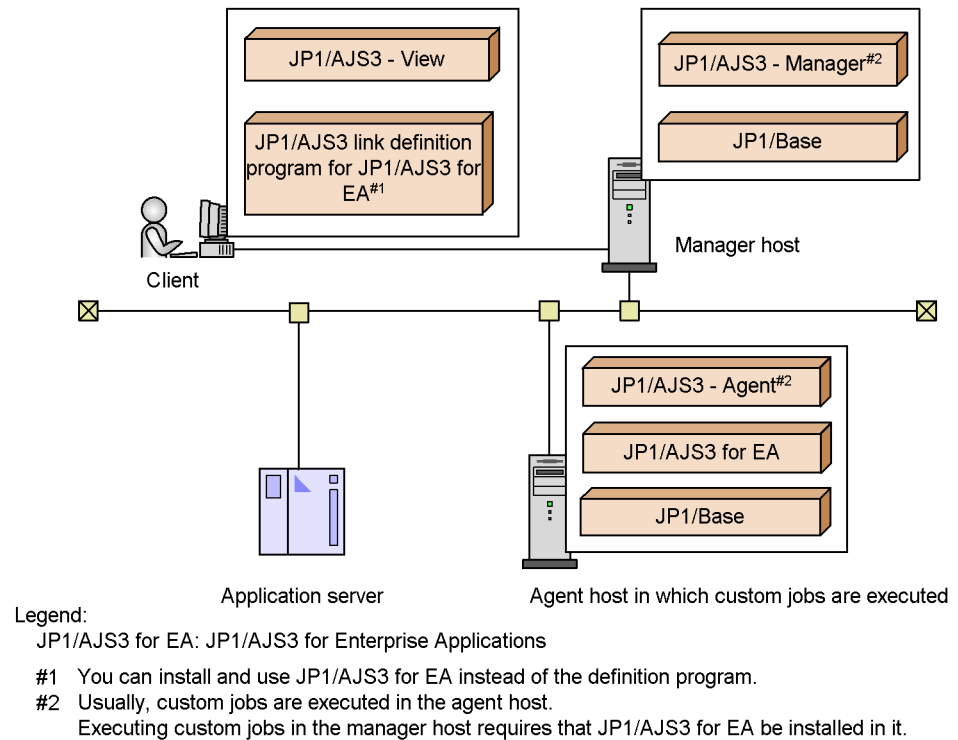 JP1/AJS3 - View
JP1/AJS3 link definition
program for JP1/AJS3 for
EA#1
Client
JP1/AJS3 - Manager#2
JP1/Base
Manager host
JP1/AJS3 - Agent#2
JP1/AJS3 for EA
JP1/Base
Application server
Agent host in which custom jobs are executed
Legend:
JP1/AJS3 for EA: JP1/AJS3 for Enterprise Applications
#1 You can install and use JP1/AJS3 for EA instead of the definition program.
#2 Usually, custom jobs are executed in the agent host.
Executing custom jobs in the manager host requires that JP1/AJS3 for EA be installed in it.